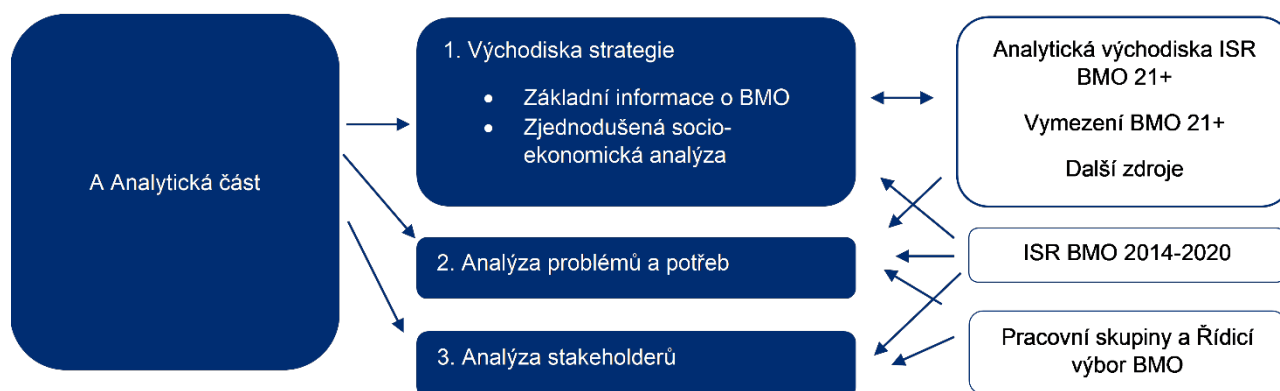 A Analytická část
1. Východiska strategie
• Základní informace o BMO
• Zjednodušená socio-
ekonomická analýza
2. Analýza problémů a potřeb
3. Analýza stakeholderů
Analytická východiska ISR
BMO 21+
Vymezení BMO 21+
Další zdroje
ISR BMO 2014-2020
Pracovní skupiny a Řídicí
výbor BMO